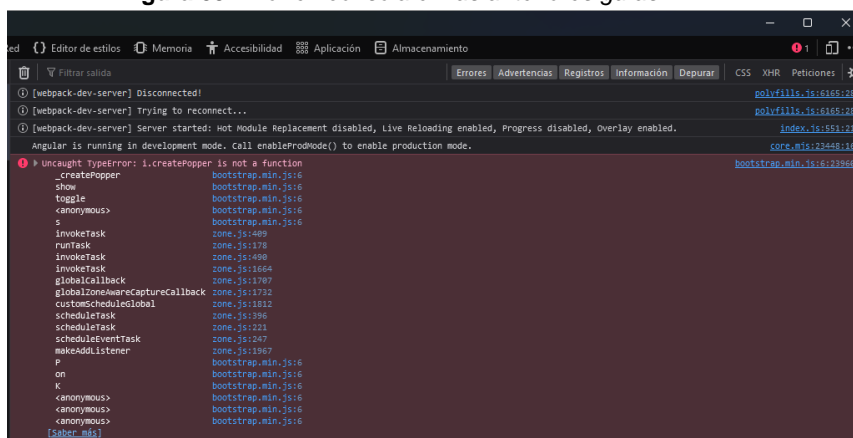 {} Editor de estilos Memoria Accesibilidad Aplicación Almacenamiento 1
Filtrar salida Errores Advertencias Registros Información Depurar CSS XHR Peticiones
[webpack-dev-server] Disconnected! polyfills.js:6165:28
[webpack-dev-server] Trying to reconnect... polyfills.js:6165:28
[webpack-dev-server] Server started: Hot Module Replacement disabled, Live Reloading enabled, Progress disabled, Overlay enabled. index.js:551:21
Angular is running in development mode. Call enableProdMode() to enable production mode. core.mjs:23448:16
Uncaught TypeError: i.createPopper is not a function bootstrap.min.js:6:23966
_createPopper bootstrap.min.js:6
show bootstrap.min.js:6
toggle bootstrap.min.js:6
<anonymous> bootstrap.min.js:6
s bootstrap.min.js:6
invokeTask zone.js:409
runTask zone.js:178
invokeTask zone.js:490
invokeTask zone.js:1664
globalCallback zone.js:1707
globalZoneAwareCaptureCallback zone.js:1732
customScheduleGlobal zone.js:1812
scheduleTask zone.js:396
scheduleTask zone.js:221
scheduleEventTask zone.js:247
makeAddListener zone.js:1967
P bootstrap.min.js:6
on bootstrap.min.js:6
K bootstrap.min.js:6
<anonymous> bootstrap.min.js:6
<anonymous> bootstrap.min.js:6
<anonymous> bootstrap.min.js:6
[Saber más]